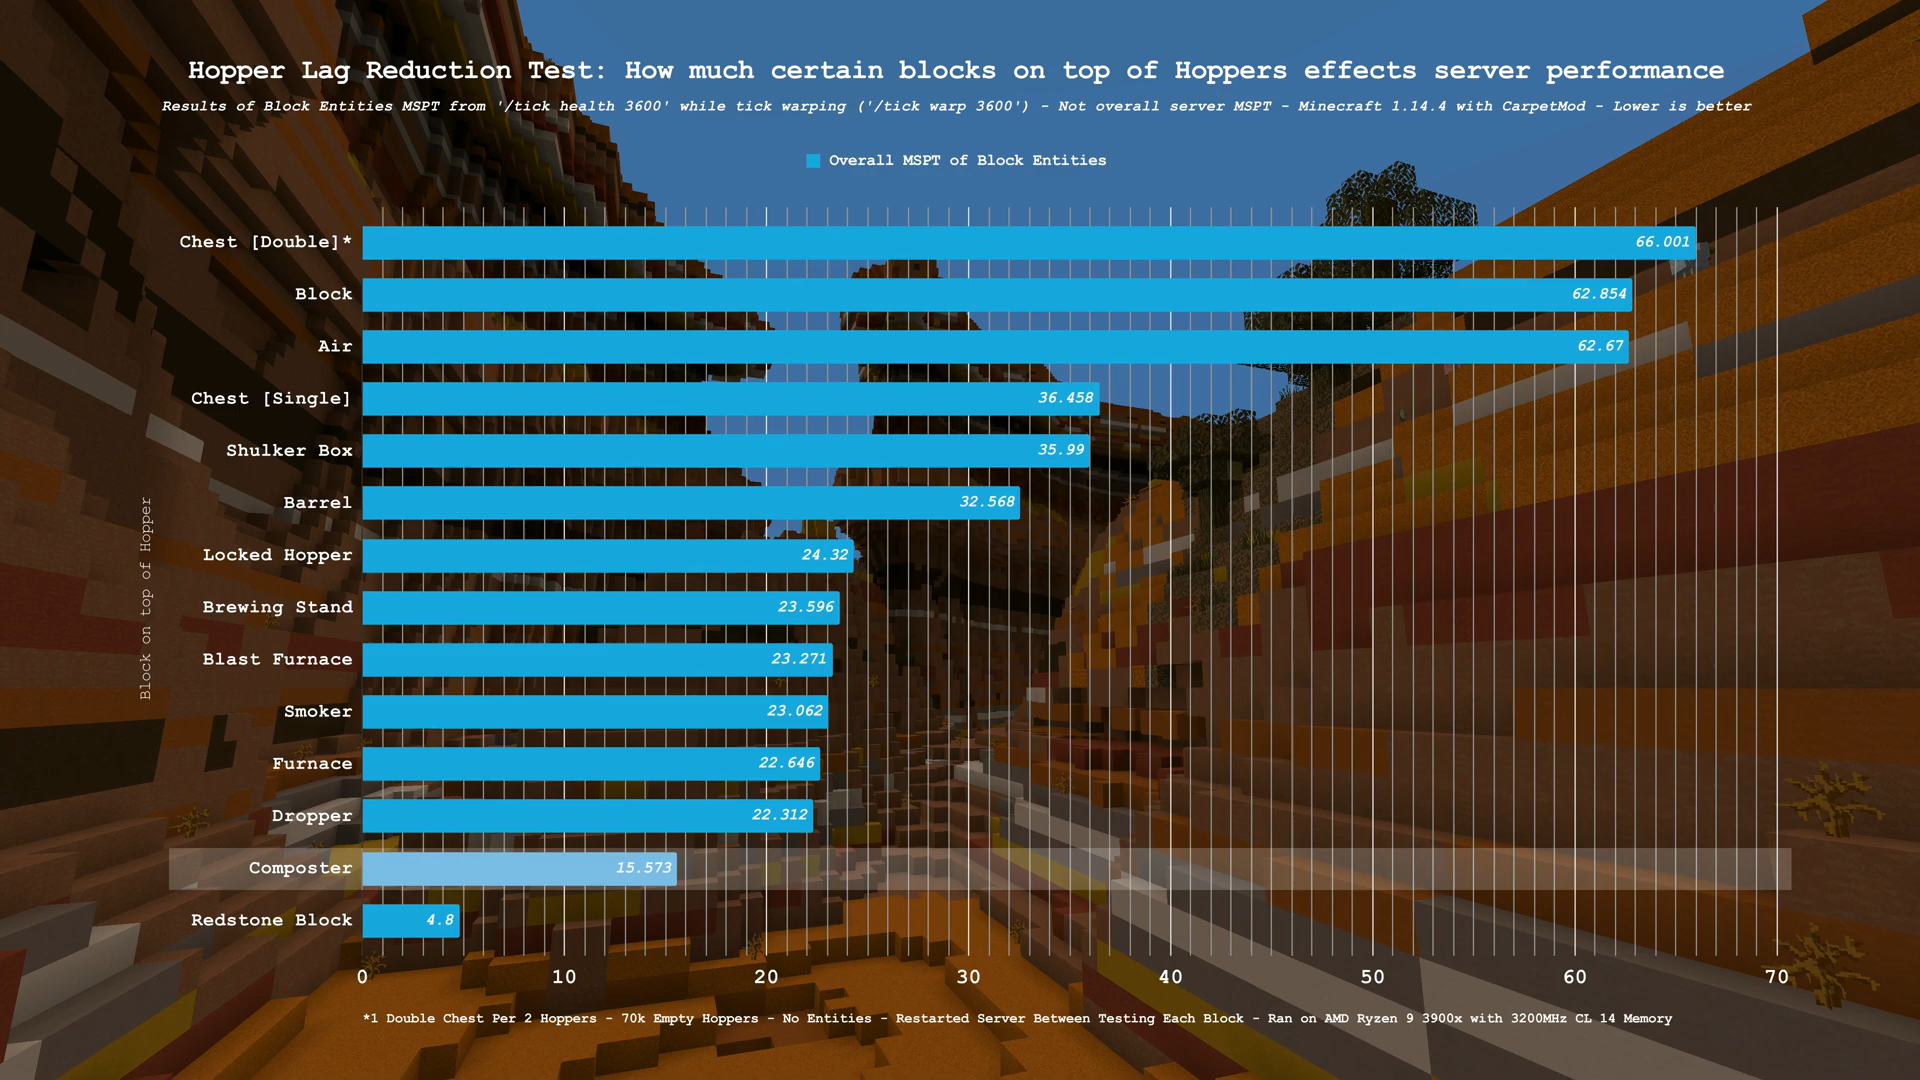 Hopper Lag Reduction Test: How much certain blocks on top of Hoppers effects server performance
Results of Block Entities MSPT from '/tick health 3600' while tick warping ('/tick warp 3600') - Not overall server MSPT - Minecraft 1.14.4 with CarpetMod - Lower is better
Overall MSPT of Block Entities
Block on top of Hopper
Chest [Double]* 66.001
Block 62.854
Air 62.67
Chest [Single] 36.458
Shulker Box 35.99
Barrel 32.568
Locked Hopper 24.32
Brewing Stand 23.596
Blast Furnace 23.271
Smoker 23.062
Furnace 22.646
Dropper 22.312
Composter 15.573
Redstone Block 4.8
0 10 20 30 40 50 60 70
*1 Double Chest Per 2 Hoppers - 70k Empty Hoppers - No Entities - Restarted Server Between Testing Each Block - Ran on AMD Ryzen 9 3900x with 3200MHz CL 14 Memory